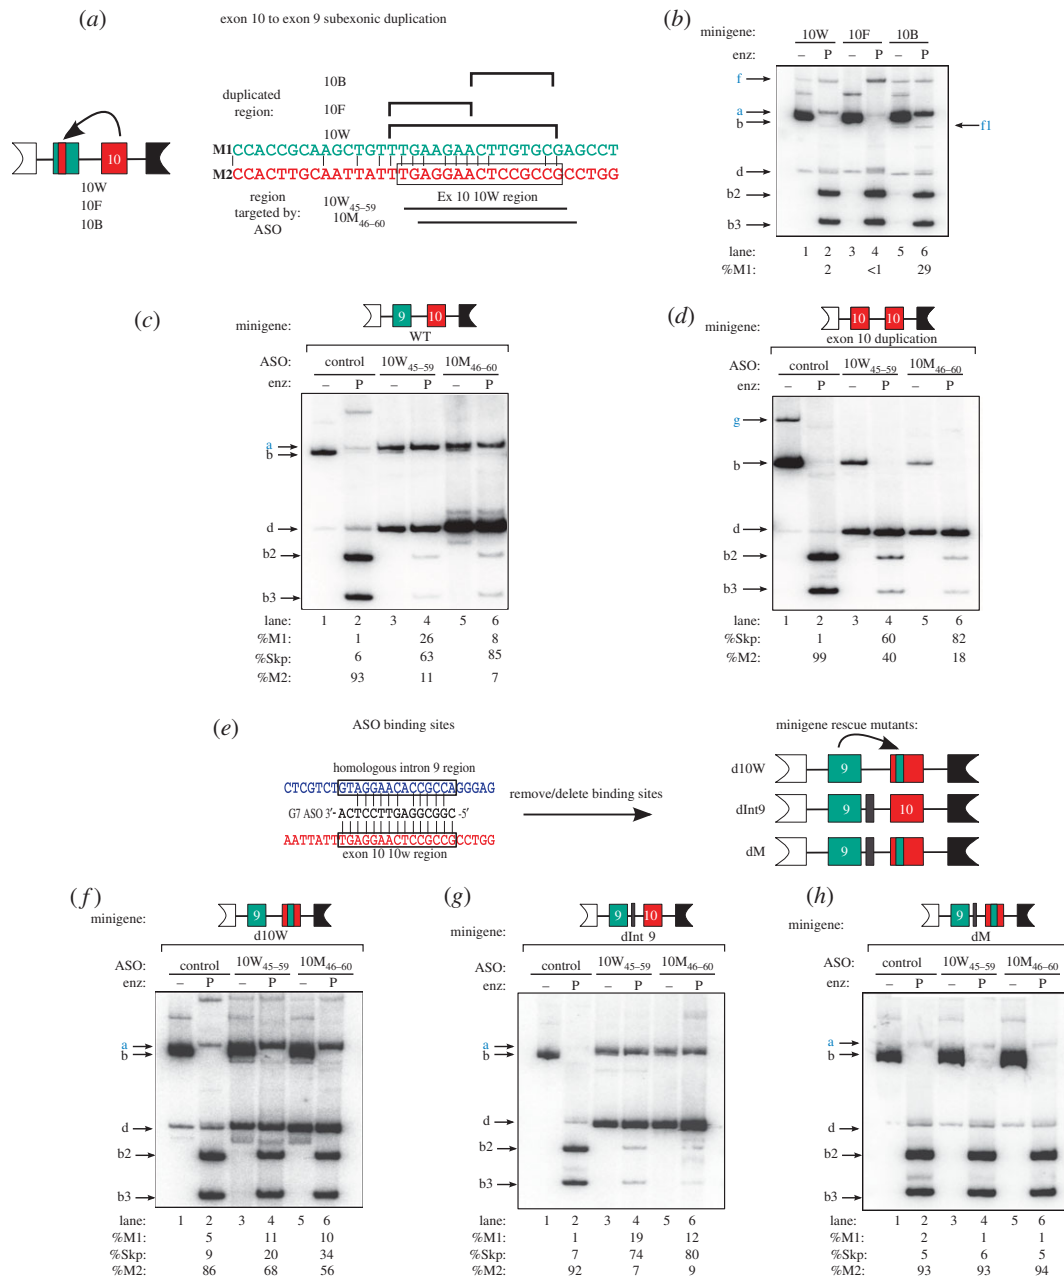 (a) exon 10 to exon 9 subexonic duplication
10
10W
10F
10B
10B
duplicated
region:
10F
10W
M1 CCACCGCAAGCTGTTTGAAGAACTTGTGCGAGCCT
M2 CCACTTGCAATTATTTGAGGAACTCCGCCGCCTGG
region
targeted by:
ASO
10W45–59
10M46–60
Ex 10 10W region
(b)
minigene: 10W 10F 10B
enz: – P – P – P
f
a
b
f1
d
b2
b3
lane: 1 2 3 4 5 6
%M1: 2 <1 29
(c)
minigene: 9 10
WT
ASO: control 10W45–59 10M46–60
enz: – P – P – P
a
b
d
b2
b3
lane: 1 2 3 4 5 6
%M1: 1 26 8
%Skp: 6 63 85
%M2: 93 11 7
(d)
minigene: 10 10
exon 10 duplication
ASO: control 10W45–59 10M46–60
enz: – P – P – P
g
b
d
b2
b3
lane: 1 2 3 4 5 6
%Skp: 1 60 82
%M2: 99 40 18
(e) ASO binding sites
homologous intron 9 region
CTCGTCTGTAGGAACACCGCCAGGGAG
G7 ASO 3'- ACTCCTTGAGGCGGC -5'
AATTATTTGAGGAACTCCGCCGCCTGG
exon 10 10w region
remove/delete binding sites
minigene rescue mutants:
d10W 9
dInt9 9 10
dM 9
(f)
minigene: 9
d10W
ASO: control 10W45–59 10M46–60
enz: – P – P – P
a
b
d
b2
b3
lane: 1 2 3 4 5 6
%M1: 5 11 10
%Skp: 9 20 34
%M2: 86 68 56
(g)
minigene: 9 10
dInt 9
ASO: control 10W45–59 10M46–60
enz: – P – P – P
a
b
d
b2
b3
lane: 1 2 3 4 5 6
%M1: 1 19 12
%Skp: 7 74 80
%M2: 92 7 9
(h)
minigene: 9
dM
ASO: control 10W45–59 10M46–60
enz: – P – P – P
a
b
d
b2
b3
lane: 1 2 3 4 5 6
%M1: 2 1 1
%Skp: 5 6 5
%M2: 93 93 94